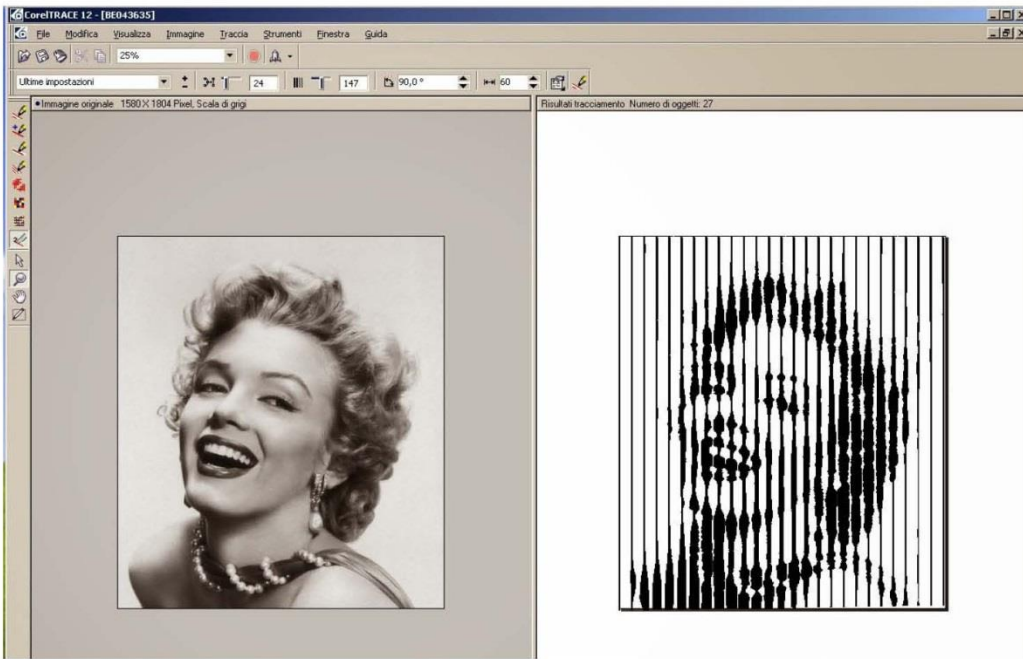 CorelTRACE 12 - [BE043635]
File Modifica Visualizza Immagine Traccia Strumenti Finestra Guida
25%
Ultime impostazioni 24 147 90,0 ° 60
Immagine originale 1580 X 1804 Pixel, Scala di grigi
Risultati tracciamento Numero di oggetti: 27